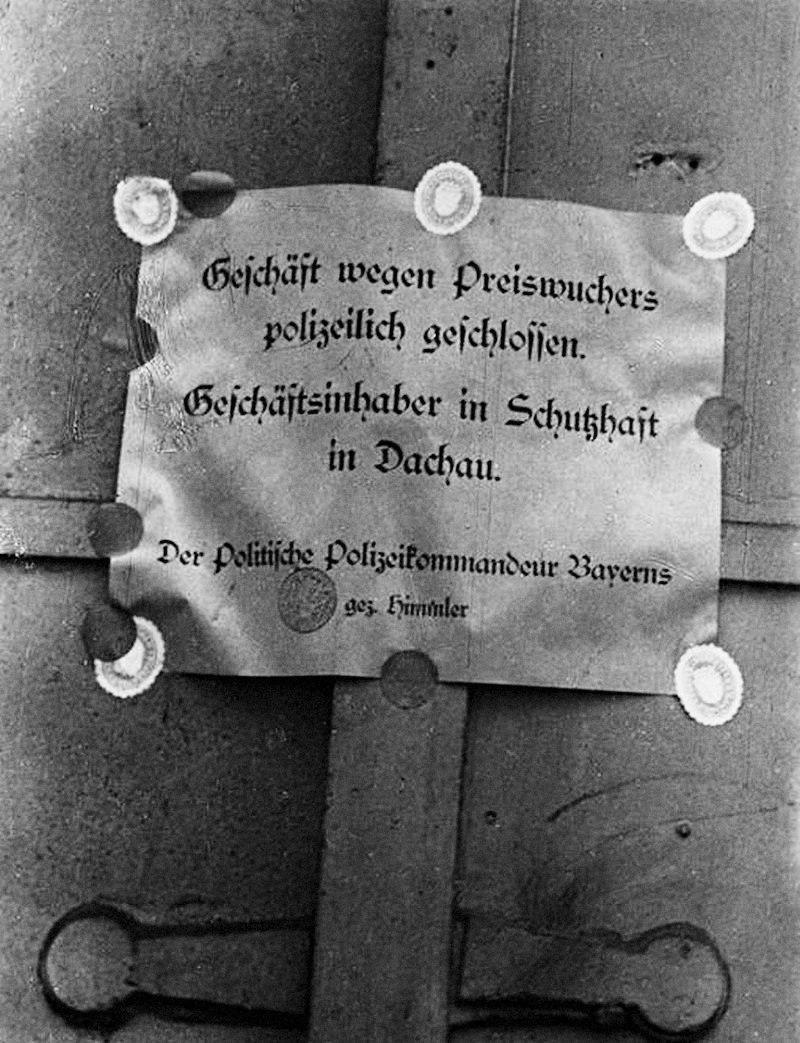 Geschäft wegen Preiswuchers
polizeilich geschlossen.
Geschäftsinhaber in Schutzhaft
in Dachau.
Der Politische Polizeikommandeur Bayerns
gez. Himmler